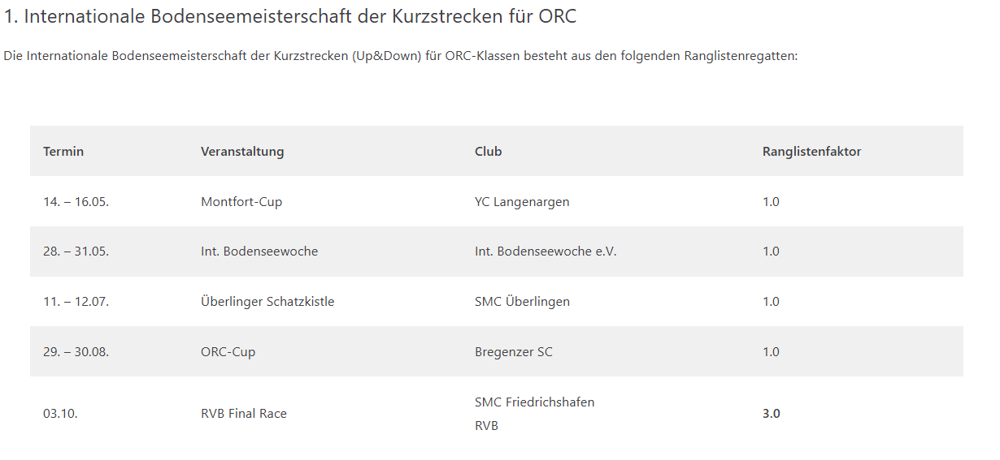 1. Internationale Bodenseemeisterschaft der Kurzstrecken für ORC
Die Internationale Bodenseemeisterschaft der Kurzstrecken (Up&Down) für ORC-Klassen besteht aus den folgenden Ranglistenregatten:
Termin Veranstaltung Club Ranglistenfaktor
14. – 16.05. Montfort-Cup YC Langenargen 1.0
28. – 31.05. Int. Bodenseewoche Int. Bodenseewoche e.V. 1.0
11. – 12.07. Überlinger Schatzkistle SMC Überlingen 1.0
29. – 30.08. ORC-Cup Bregenzer SC 1.0
03.10. RVB Final Race SMC Friedrichshafen 3.0
RVB